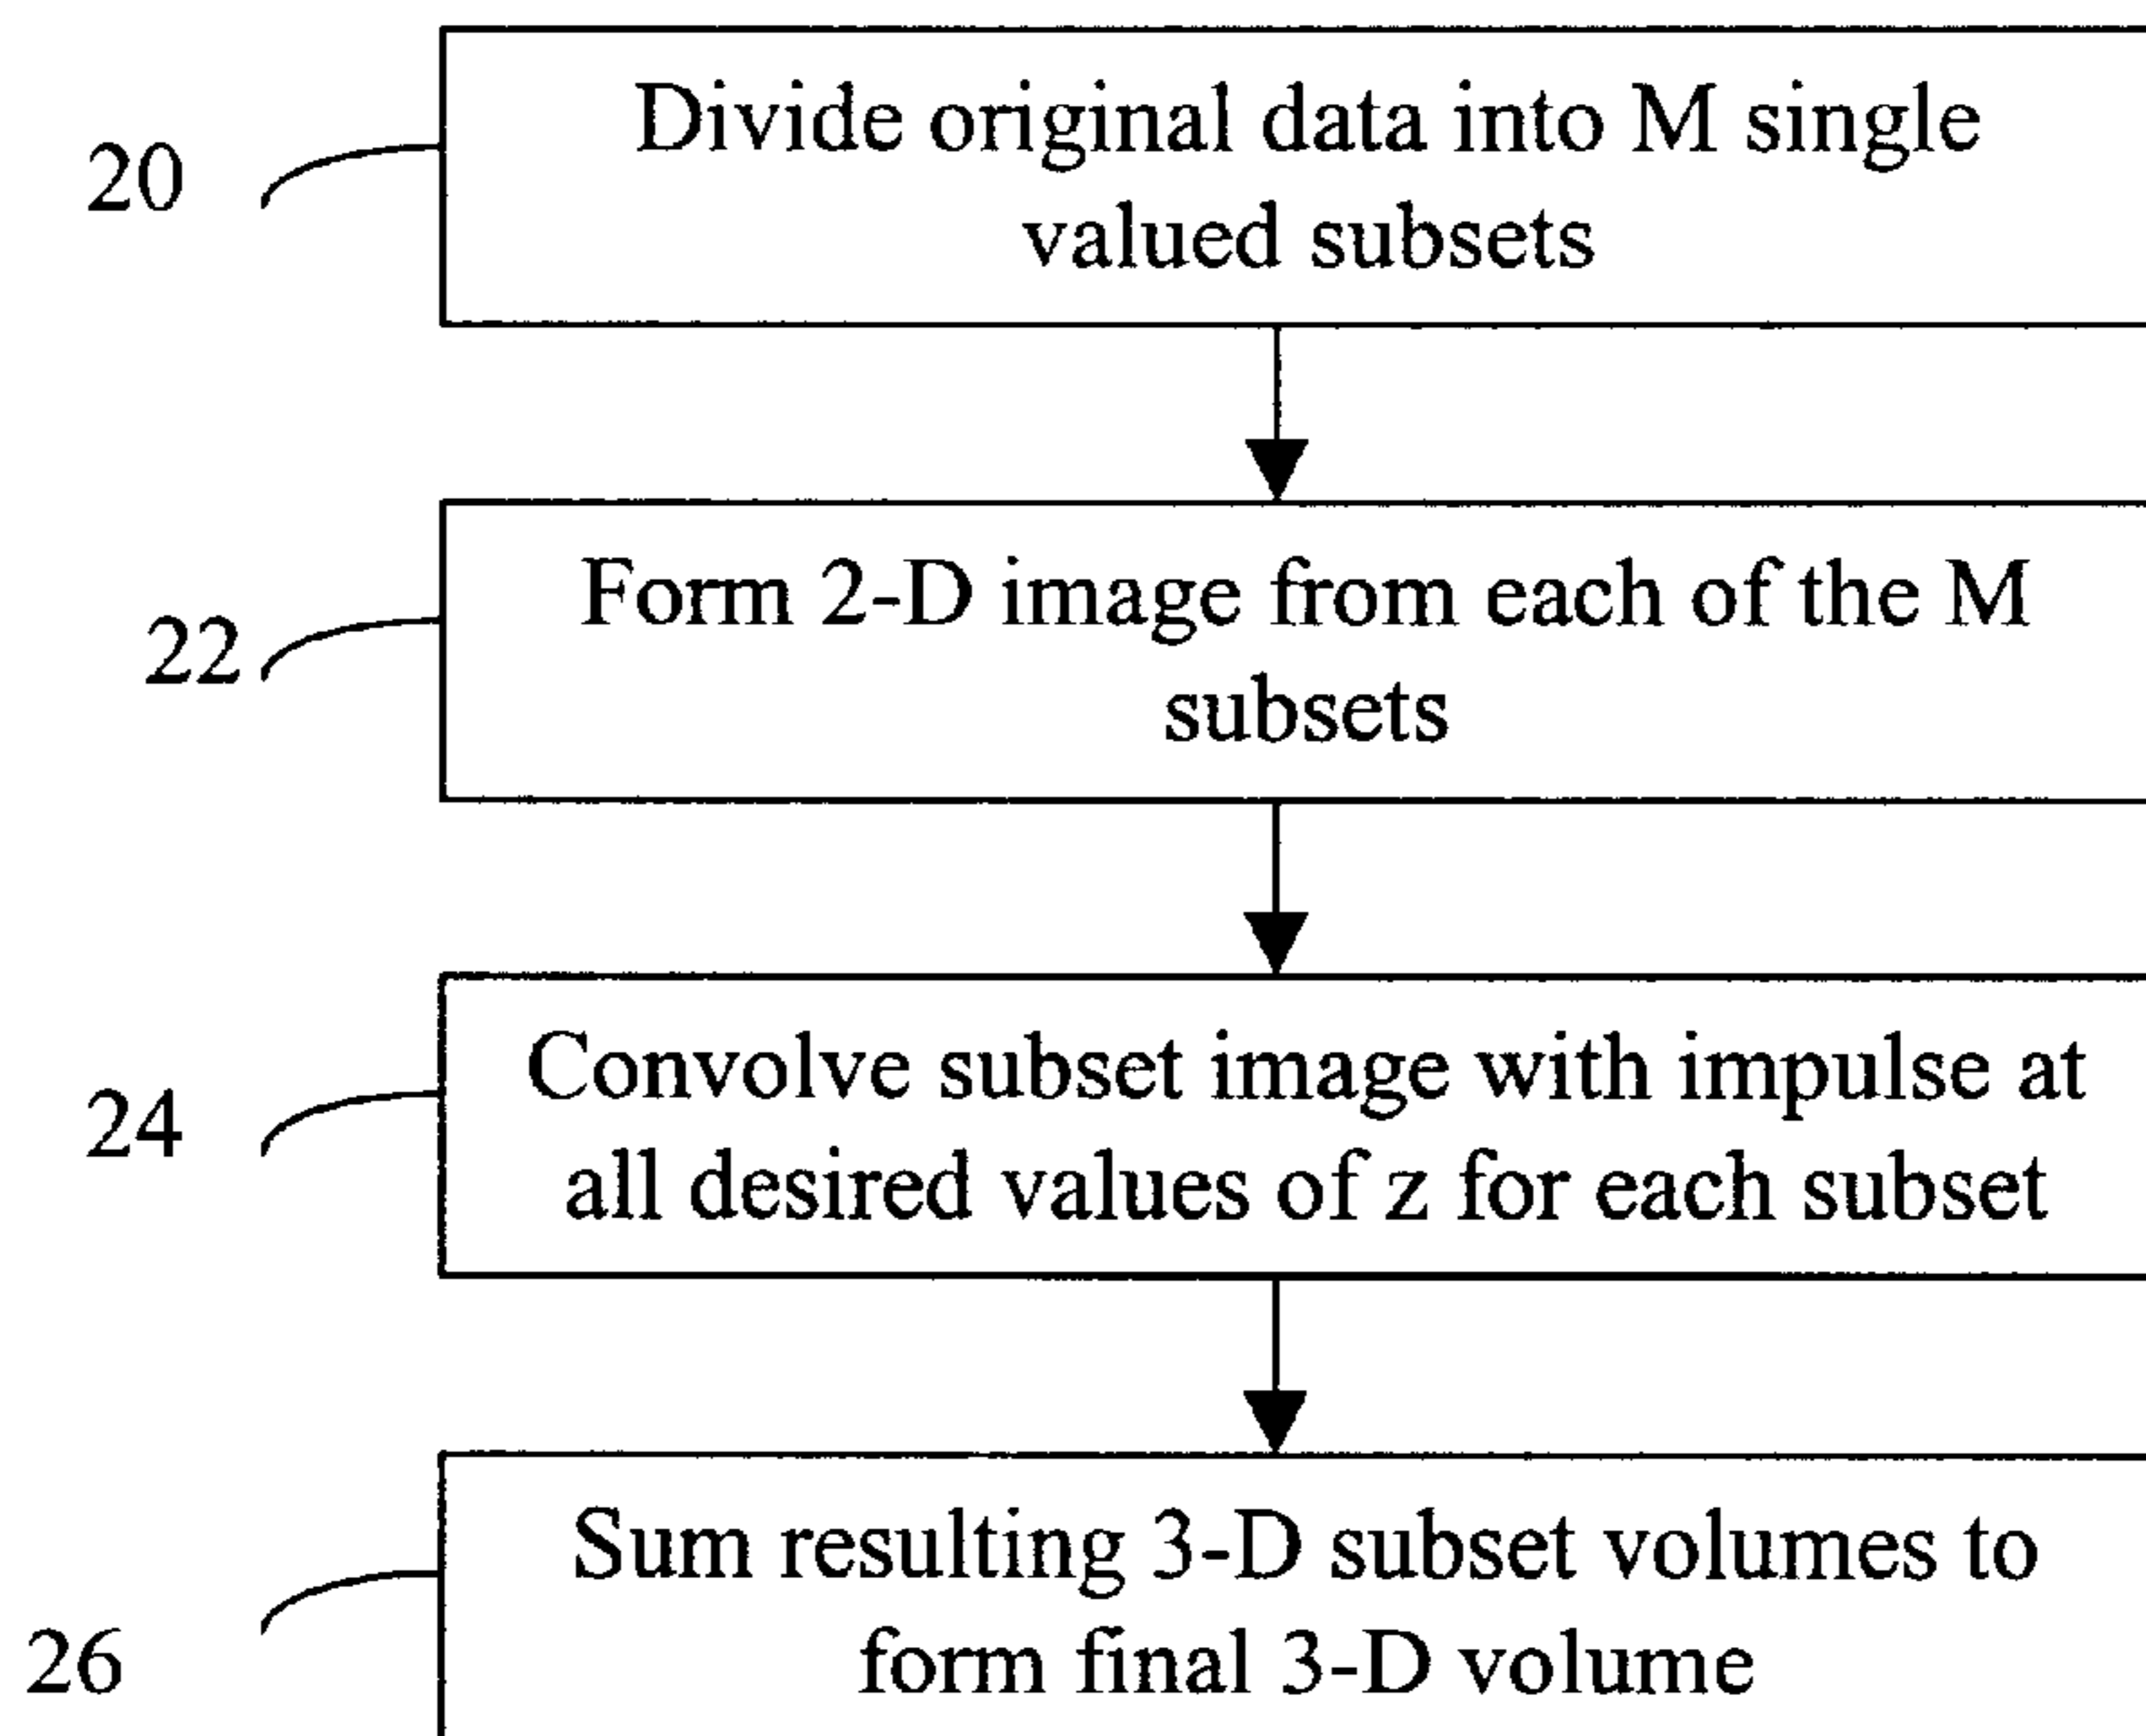 20
Divide original data into M single
valued subsets
22
Form 2-D image from each of the M
subsets
24
Convolve subset image with impulse at
all desired values of z for each subset
26
Sum resulting 3-D subset volumes to
form final 3-D volume